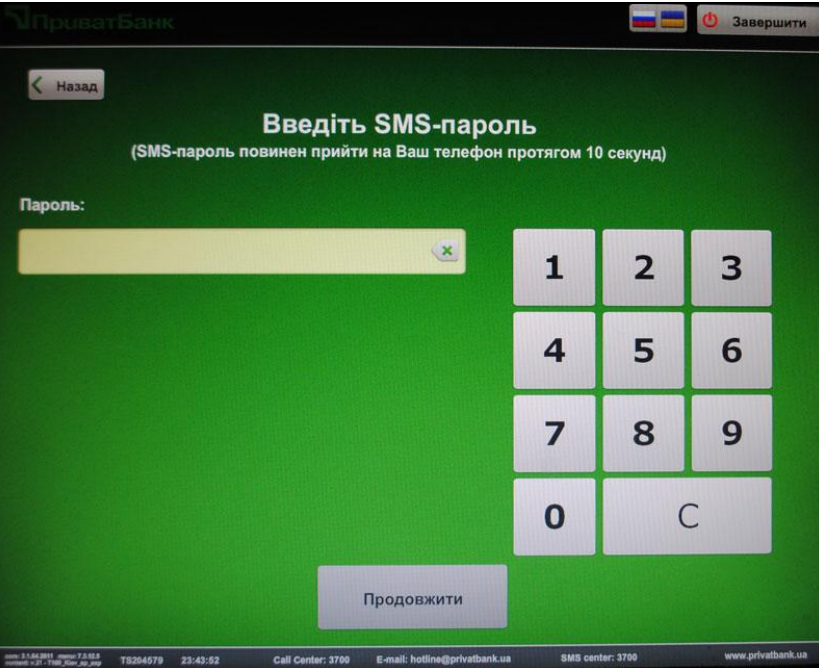 ПриватБанк
Завершити
Назад
Введіть SMS-пароль
(SMS-пароль повинен прийти на Ваш телефон протягом 10 секунд)
Пароль:
1 2 3
4 5 6
7 8 9
0 C
Продовжити
TS204579 23:43:52 Call Center: 3700 E-mail: hotline@privatbank.ua SMS center: 3700 www.privatbank.ua